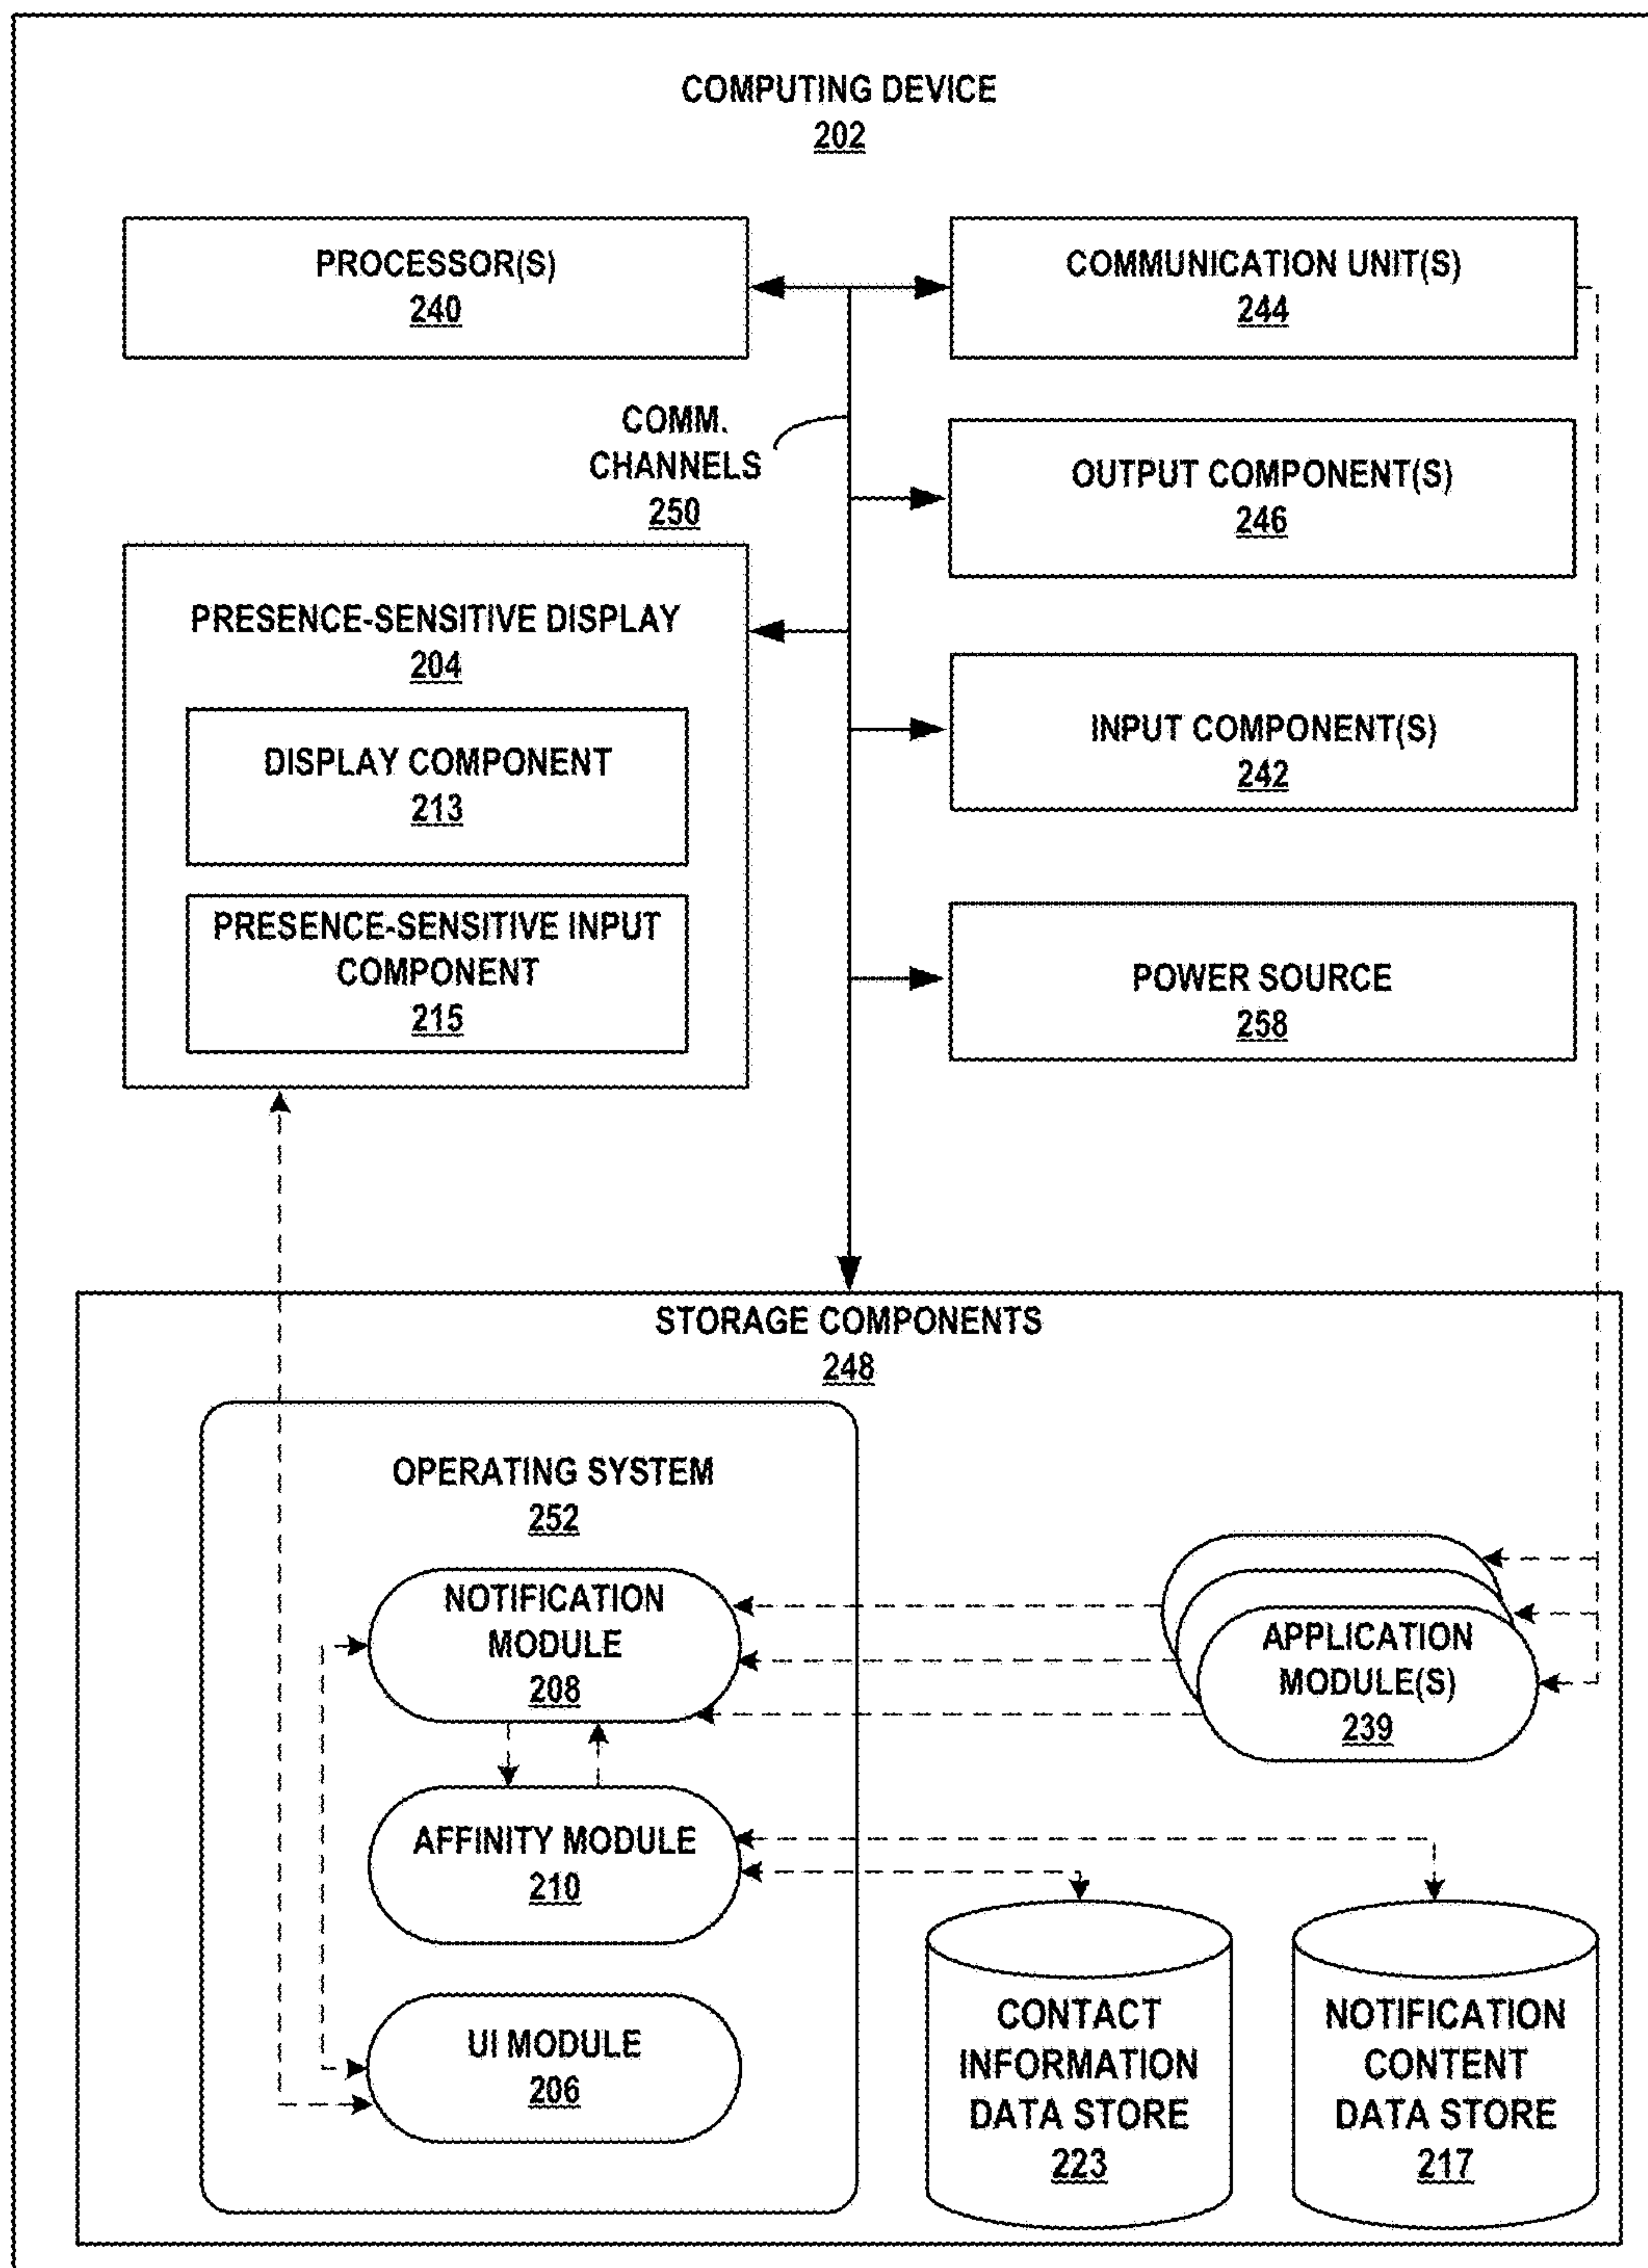 COMPUTING DEVICE
202
PROCESSOR(S)
240
COMMUNICATION UNIT(S)
244
COMM.
CHANNELS
250
OUTPUT COMPONENT(S)
246
PRESENCE-SENSITIVE DISPLAY
204
DISPLAY COMPONENT
213
PRESENCE-SENSITIVE INPUT
COMPONENT
215
INPUT COMPONENT(S)
242
POWER SOURCE
258
STORAGE COMPONENTS
248
OPERATING SYSTEM
252
NOTIFICATION
MODULE
208
APPLICATION
MODULE(S)
239
AFFINITY MODULE
210
UI MODULE
206
CONTACT
INFORMATION
DATA STORE
223
NOTIFICATION
CONTENT
DATA STORE
217